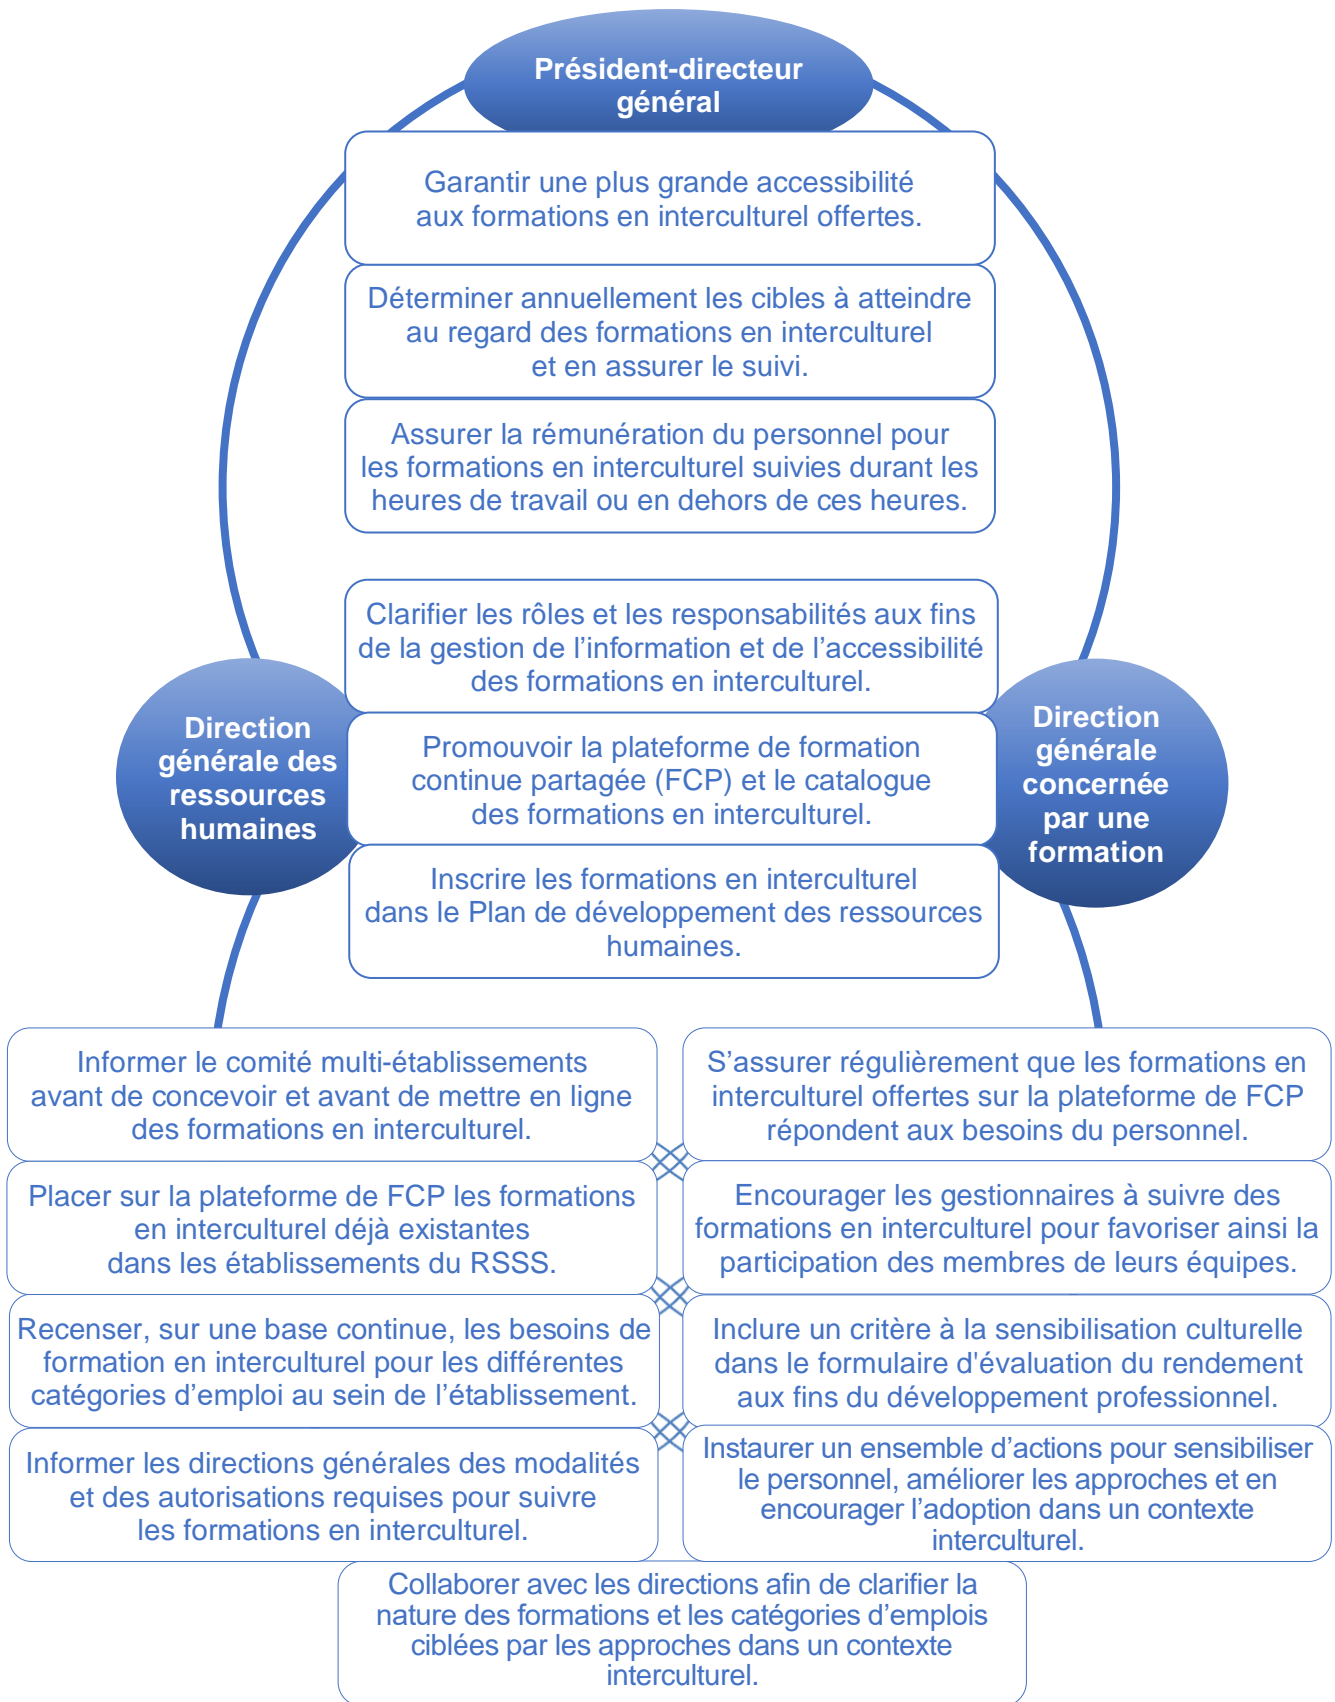 Président-directeur
général
Garantir une plus grande accessibilité
aux formations en interculturel offertes.
Déterminer annuellement les cibles à atteindre
au regard des formations en interculturel
et en assurer le suivi.
Assurer la rémunération du personnel pour
les formations en interculturel suivies durant les
heures de travail ou en dehors de ces heures.
Clarifier les rôles et les responsabilités aux fins
de la gestion de l’information et de l’accessibilité
des formations en interculturel.
Direction
générale des
ressources
humaines
Promouvoir la plateforme de formation
continue partagée (FCP) et le catalogue
des formations en interculturel.
Direction
générale
concernée
par une
formation
Inscrire les formations en interculturel
dans le Plan de développement des ressources
humaines.
Informer le comité multi-établissements
avant de concevoir et avant de mettre en ligne
des formations en interculturel.
Placer sur la plateforme de FCP les formations
en interculturel déjà existantes
dans les établissements du RSSS.
Recenser, sur une base continue, les besoins de
formation en interculturel pour les différentes
catégories d’emploi au sein de l’établissement.
Informer les directions générales des modalités
et des autorisations requises pour suivre
les formations en interculturel.
S’assurer régulièrement que les formations en
interculturel offertes sur la plateforme de FCP
répondent aux besoins du personnel.
Encourager les gestionnaires à suivre des
formations en interculturel pour favoriser ainsi la
participation des membres de leurs équipes.
Inclure un critère à la sensibilisation culturelle
dans le formulaire d'évaluation du rendement
aux fins du développement professionnel.
Instaurer un ensemble d’actions pour sensibiliser
le personnel, améliorer les approches et en
encourager l’adoption dans un contexte
interculturel.
Collaborer avec les directions afin de clarifier la
nature des formations et les catégories d’emplois
ciblées par les approches dans un contexte
interculturel.